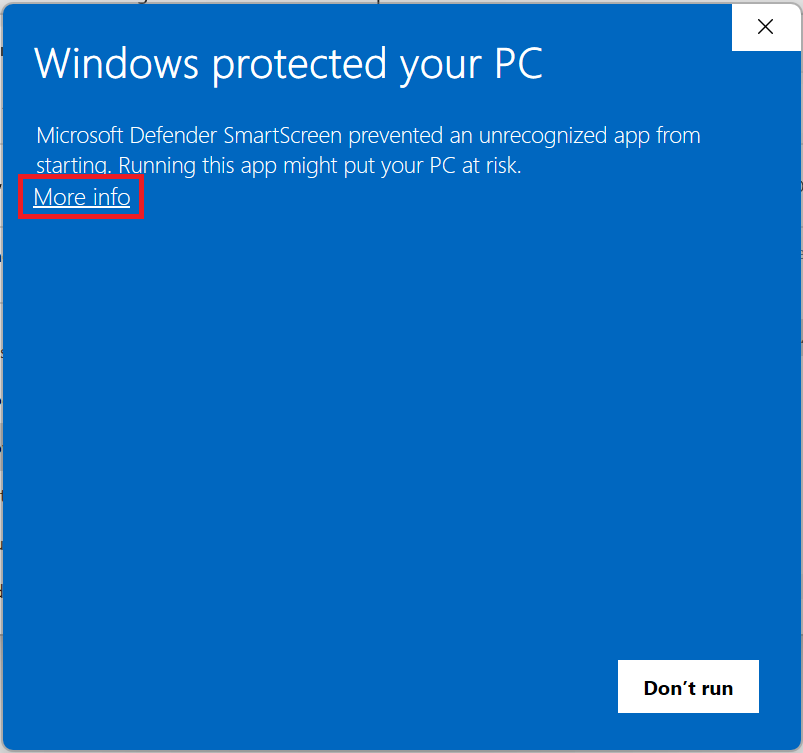 Windows protected your PC
Microsoft Defender SmartScreen prevented an unrecognized app from
starting. Running this app might put your PC at risk.
More info
Don’t run